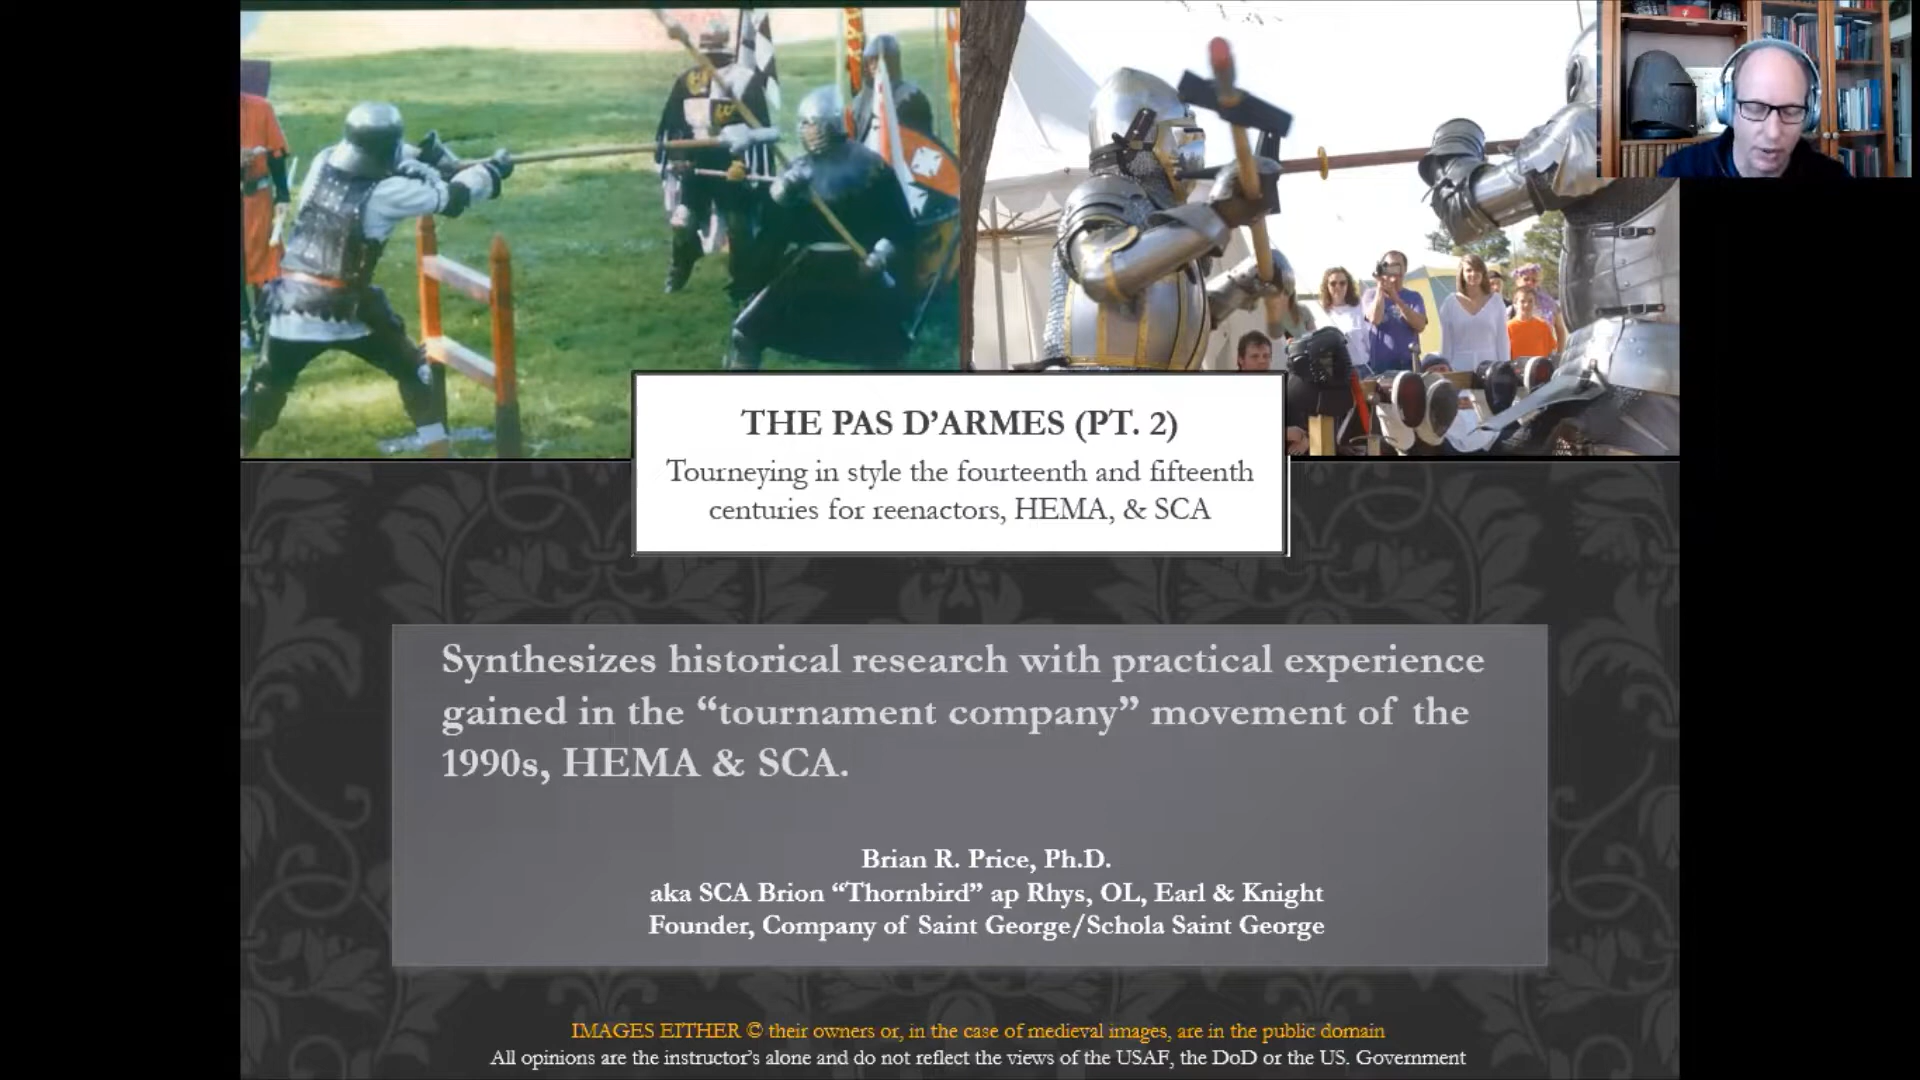 THE PAS D’ARMES (PT. 2)
Tourneying in style the fourteenth and fifteenth
centuries for reenactors, HEMA, & SCA
Synthesizes historical research with practical experience
gained in the “tournament company” movement of the
1990s, HEMA & SCA.
Brian R. Price, Ph.D.
aka SCA Brion “Thornbird” ap Rhys, OL, Earl & Knight
Founder, Company of Saint George/Schola Saint George
IMAGES EITHER © their owners or, in the case of medieval images, are in the public domain
All opinions are the instructor’s alone and do not reflect the views of the USAF, the DoD or the US. Government